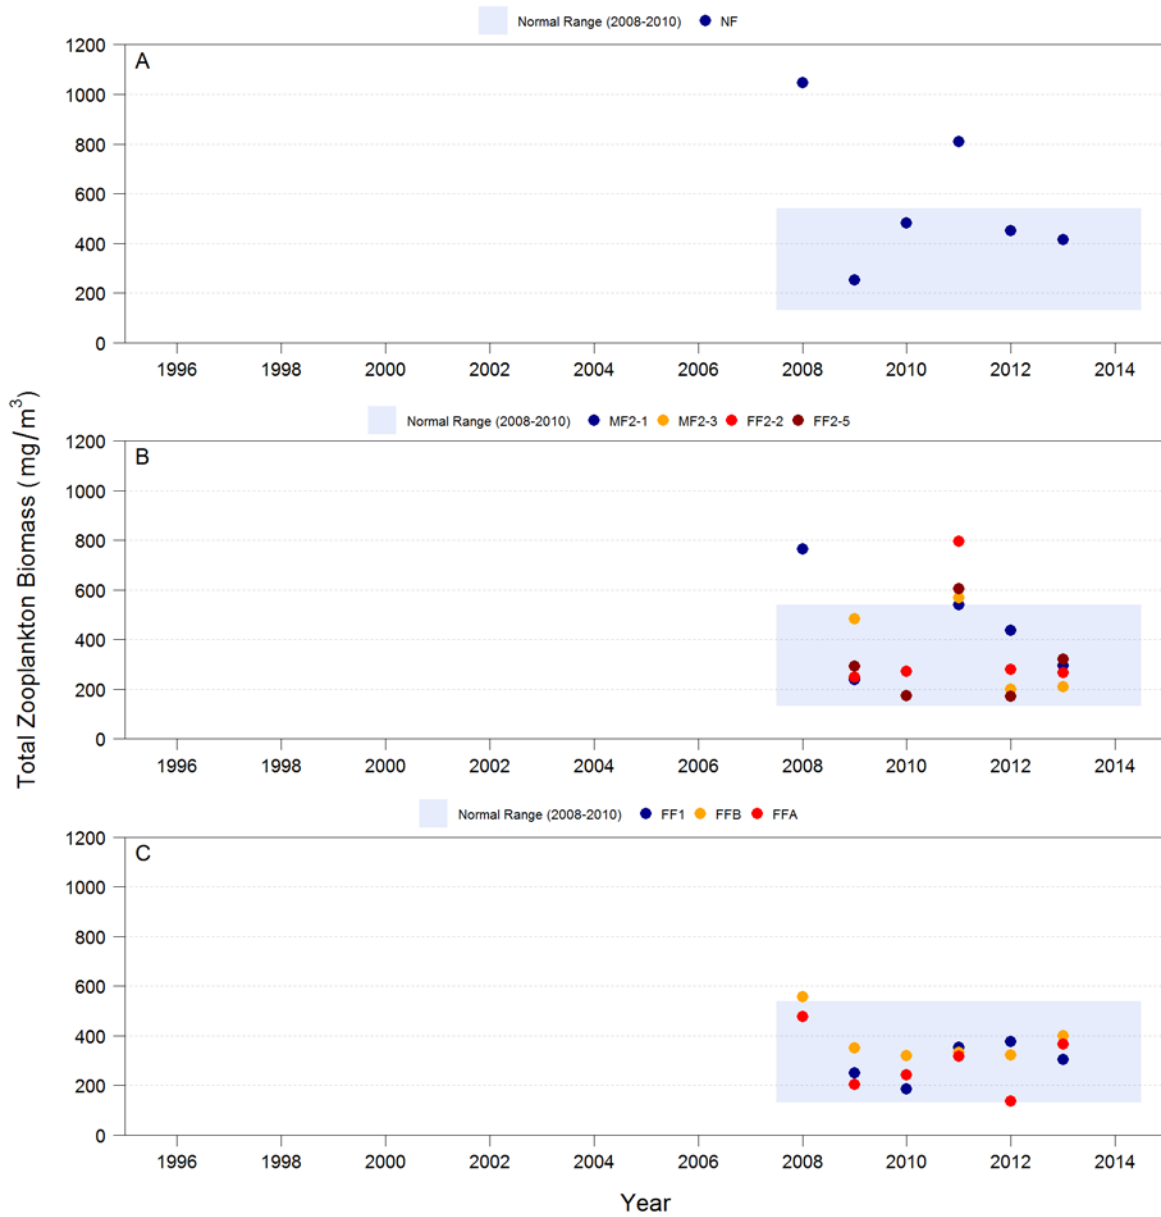 Normal Range (2008-2010) NF
A
1200
1000
800
600
400
200
0
1996 1998 2000 2002 2004 2006 2008 2010 2012 2014
Normal Range (2008-2010) MF2-1 MF2-3 FF2-2 FF2-5
B
1200
1000
800
600
400
200
0
1996 1998 2000 2002 2004 2006 2008 2010 2012 2014
Normal Range (2008-2010) FF1 FFB FFA
C
1200
1000
800
600
400
200
0
1996 1998 2000 2002 2004 2006 2008 2010 2012 2014
Total Zooplankton Biomass (mg/m³)
Year